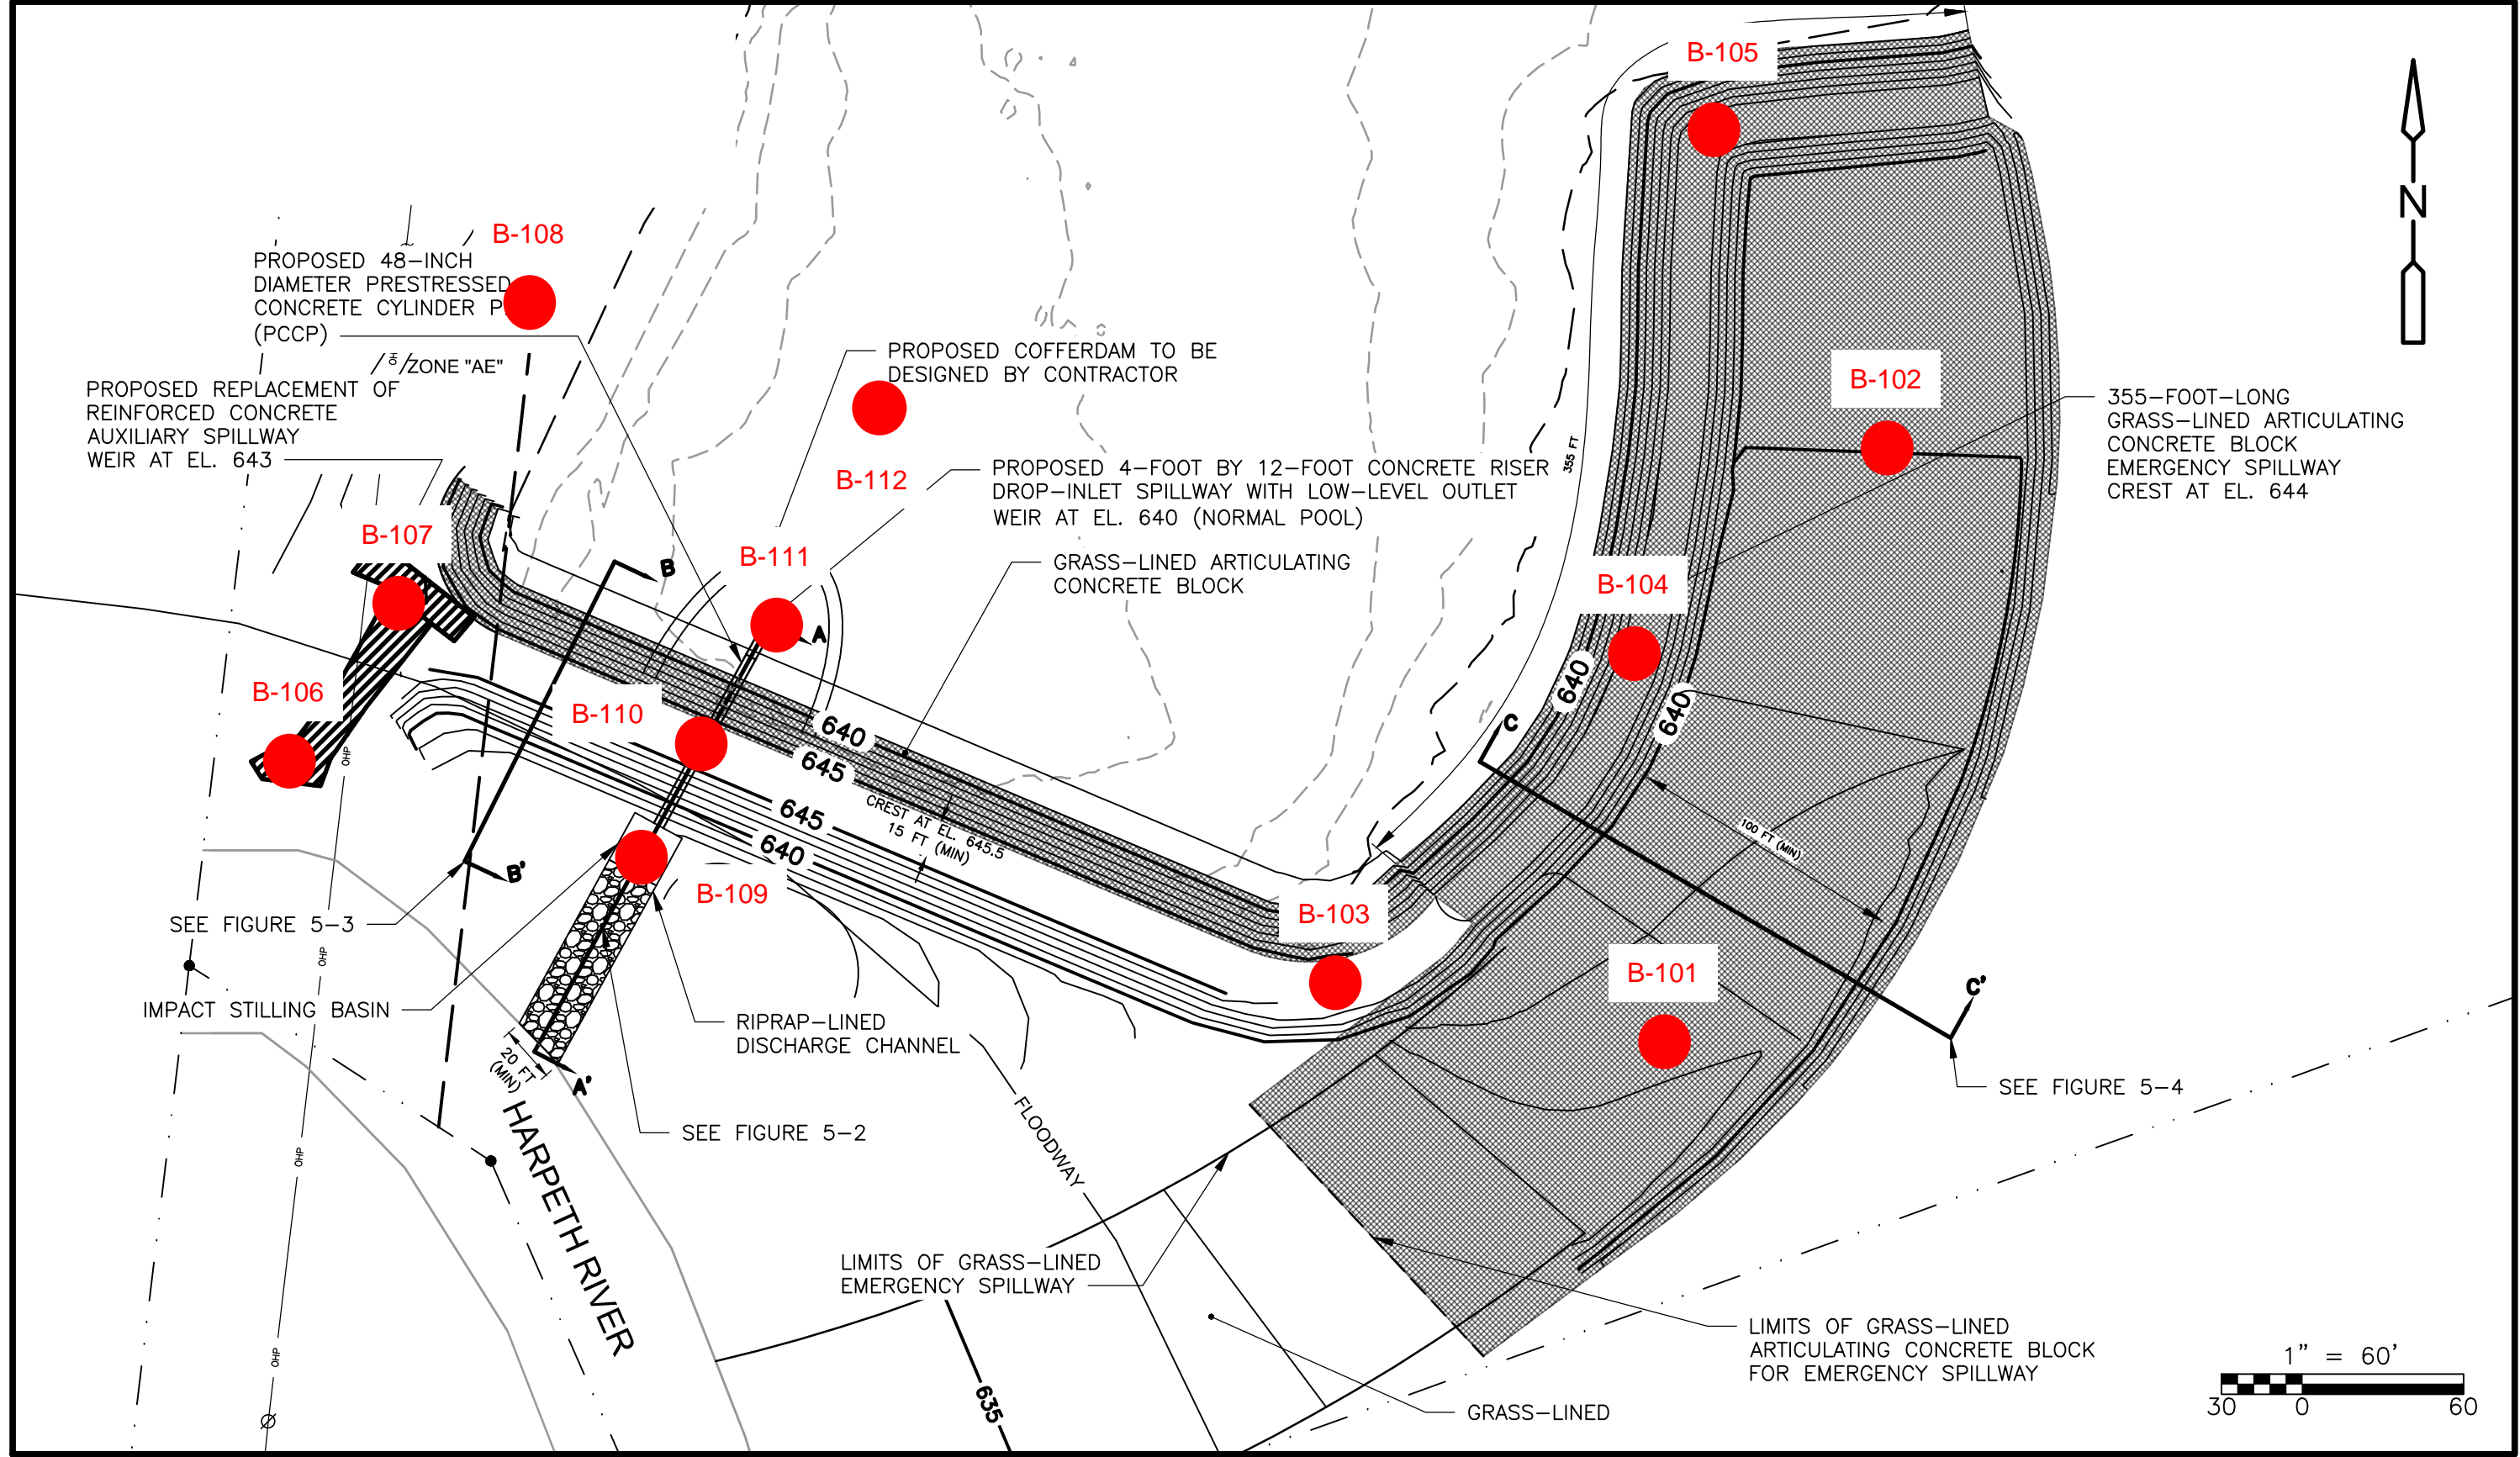 B-105
N
B-108
PROPOSED 48-INCH
DIAMETER PRESTRESSED
CONCRETE CYLINDER P
(PCCP)
OH
ZONE "AE"
PROPOSED REPLACEMENT OF
REINFORCED CONCRETE
AUXILIARY SPILLWAY
WEIR AT EL. 643
PROPOSED COFFERDAM TO BE
DESIGNED BY CONTRACTOR
B-112
PROPOSED 4-FOOT BY 12-FOOT CONCRETE RISER
DROP-INLET SPILLWAY WITH LOW-LEVEL OUTLET
WEIR AT EL. 640 (NORMAL POOL)
355 FT
B-102
355-FOOT-LONG
GRASS-LINED ARTICULATING
CONCRETE BLOCK
EMERGENCY SPILLWAY
CREST AT EL. 644
B-107
B-111
B
GRASS-LINED ARTICULATING
CONCRETE BLOCK
B-104
A
B-106
B-110
640
645
640
640
C
OHP
645
640
CREST AT EL. 645.5
15 FT (MIN)
100 FT (MIN)
B'
B-109
B-103
SEE FIGURE 5-3
OHP
B-101
C'
IMPACT STILLING BASIN
RIPRAP-LINED
DISCHARGE CHANNEL
20 FT
(MIN)
A'
SEE FIGURE 5-4
SEE FIGURE 5-2
HARPETH RIVER
FLOODWAY
OHP
LIMITS OF GRASS-LINED
EMERGENCY SPILLWAY
LIMITS OF GRASS-LINED
ARTICULATING CONCRETE BLOCK
FOR EMERGENCY SPILLWAY
OHP
635
GRASS-LINED
1" = 60'
30 0 60